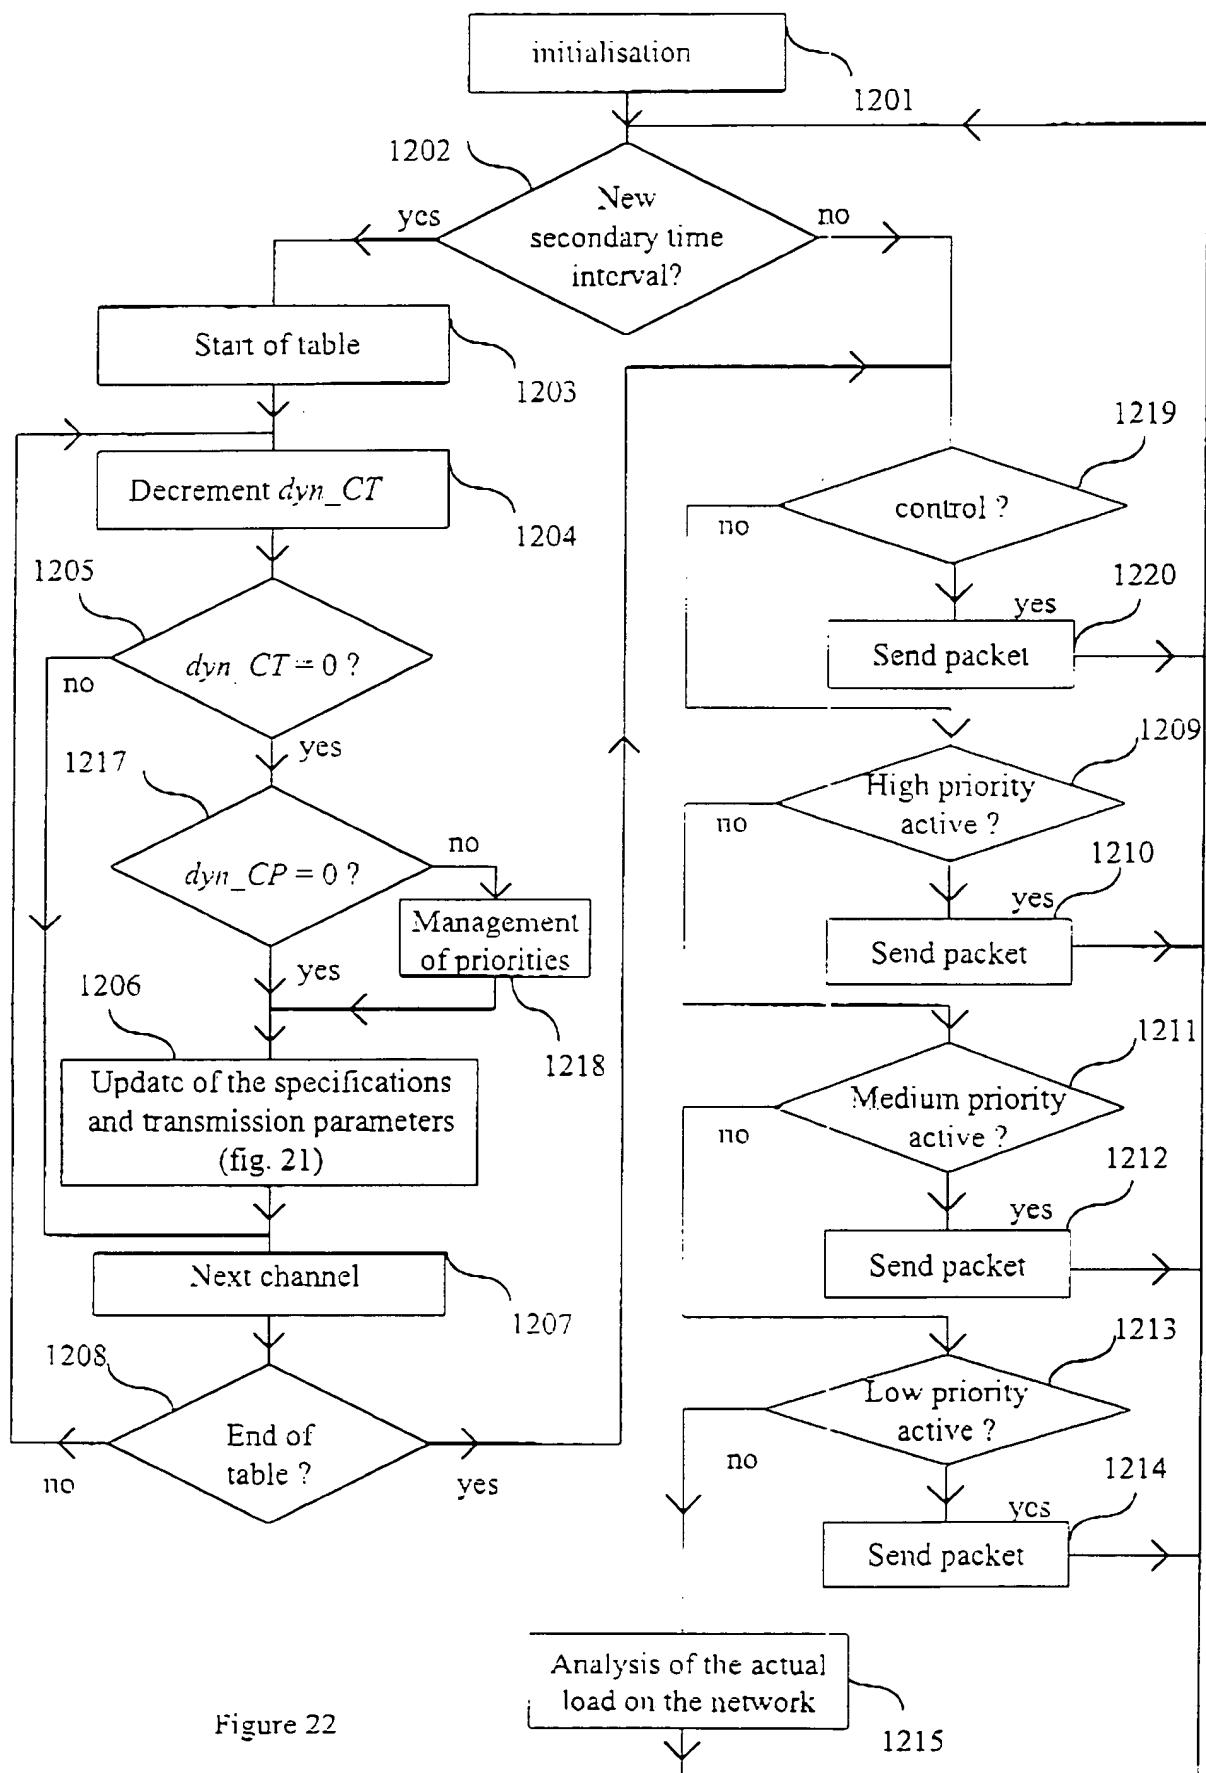 initialisation
1201
1202
New
secondary time
interval?
yes
no
Start of table
1203
Decrement dyn_CT
1204
1205
dyn_CT = 0 ?
no
yes
1217
dyn_CP = 0 ?
no
yes
Management
of priorities
1218
1206
Update of the specifications
and transmission parameters
(fig. 21)
Next channel
1207
1208
End of
table ?
no
yes
1219
control ?
no
yes
1220
Send packet
1209
High priority
active ?
no
yes
1210
Send packet
1211
Medium priority
active ?
no
yes
1212
Send packet
1213
Low priority
active ?
no
yes
1214
Send packet
Analysis of the actual
load on the network
1215
Figure 22